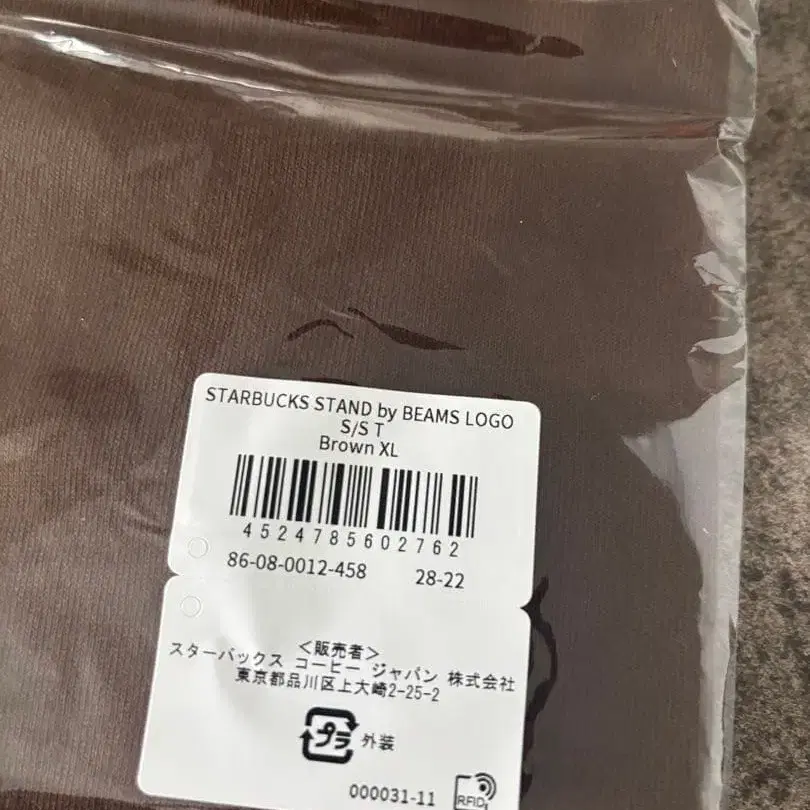 STARBUCKS STAND by BEAMS LOGO
S/S T
Brown XL
4524785602762
86-08-0012-458 28-22
＜販売者＞
スターバックス コーヒー ジャパン 株式会社
東京都品川区上大崎2-25-2
プラ 外装
000031-11 RFID